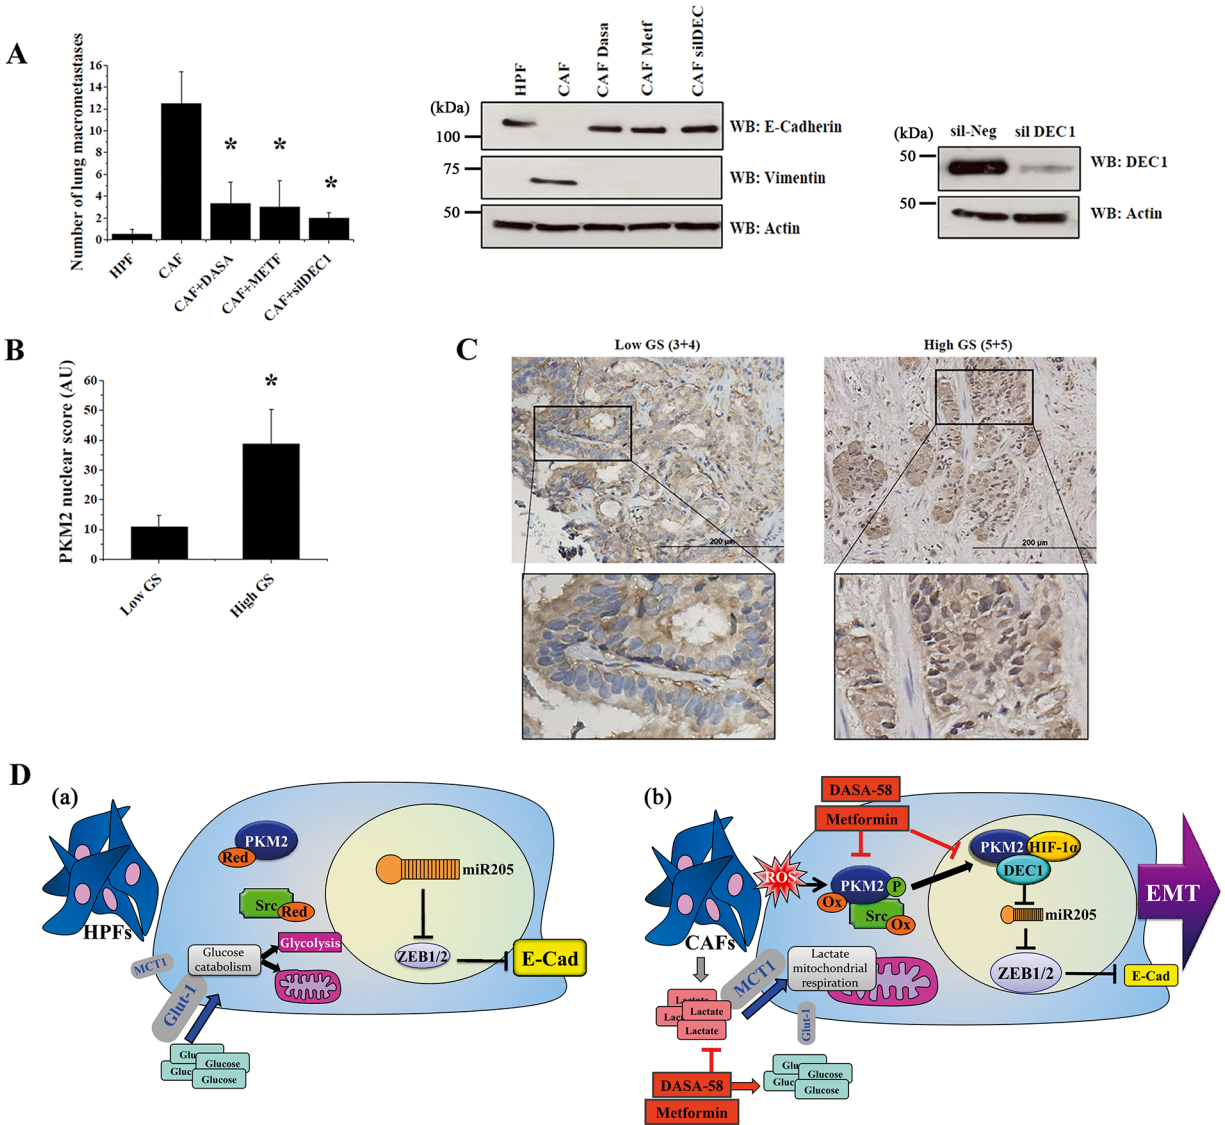 A
Number of lung macrometastases
16
14
12
10
8
6
4
2
0
*
*
*
HPF
CAF
CAF+DASA
CAF+METF
CAF+silDEC1
HPF
CAF
CAF Dasa
CAF Metf
CAF silDEC
(kDa)
100
WB: E-Cadherin
75
WB: Vimentin
50
WB: Actin
(kDa)
sil-Neg
sil DEC1
50
WB: DEC1
50
WB: Actin
B
PKM2 nuclear score (AU)
60
50
40
30
20
10
0
*
Low GS
High GS
C
Low GS (3+4)
High GS (5+5)
200 µm
200 µm
D
(a)
HPFs
PKM2
Red
Src
Red
miR205
ZEB1/2
E-Cad
Glucose
catabolism
Glycolysis
MCT1
Glut-1
Glu
Gluc
Glucose
Glucose
(b)
DASA-58
Metformin
CAFs
ROS
PKM2
P
Ox
Src
Ox
PKM2
HIF-1α
DEC1
miR205
ZEB1/2
E-Cad
EMT
MCT1
Lactate
mitochondrial
respiration
Glut-1
Lactate
Lact
Lactate
Lactate
DASA-58
Metformin
Glu
Gluc
Glucose
Glucose